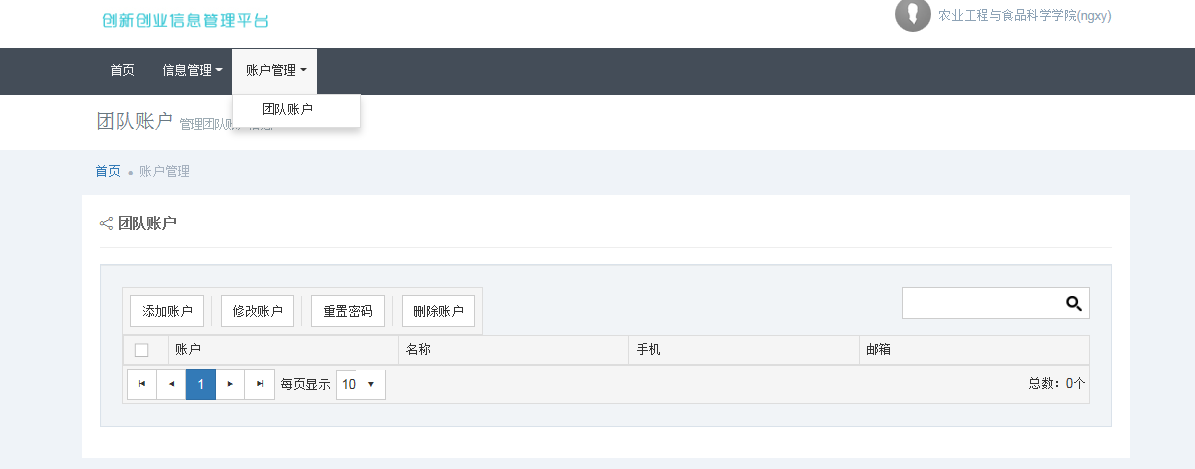 创新创业信息管理平台
农业工程与食品科学学院(ngxy)
首页 信息管理 账户管理
团队账户
团队账户 管理团队账户信息
首页 账户管理
团队账户
添加账户 修改账户 重置密码 删除账户
账户 名称 手机 邮箱
1 每页显示 10 总数：0个